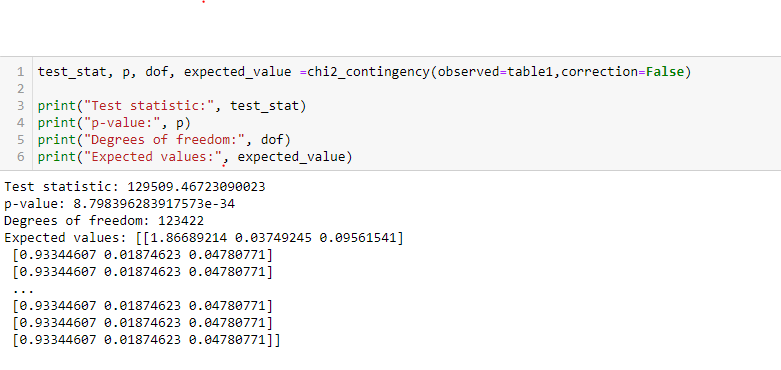 1 test_stat, p, dof, expected_value =chi2_contingency(observed=table1,correction=False)
2
3 print("Test statistic:", test_stat)
4 print("p-value:", p)
5 print("Degrees of freedom:", dof)
6 print("Expected values:", expected_value)
Test statistic: 129509.46723090023
p-value: 8.798396283917573e-34
Degrees of freedom: 123422
Expected values: [[1.86689214 0.03749245 0.09561541]
[0.93344607 0.01874623 0.04780771]
[0.93344607 0.01874623 0.04780771]
...
[0.93344607 0.01874623 0.04780771]
[0.93344607 0.01874623 0.04780771]
[0.93344607 0.01874623 0.04780771]]